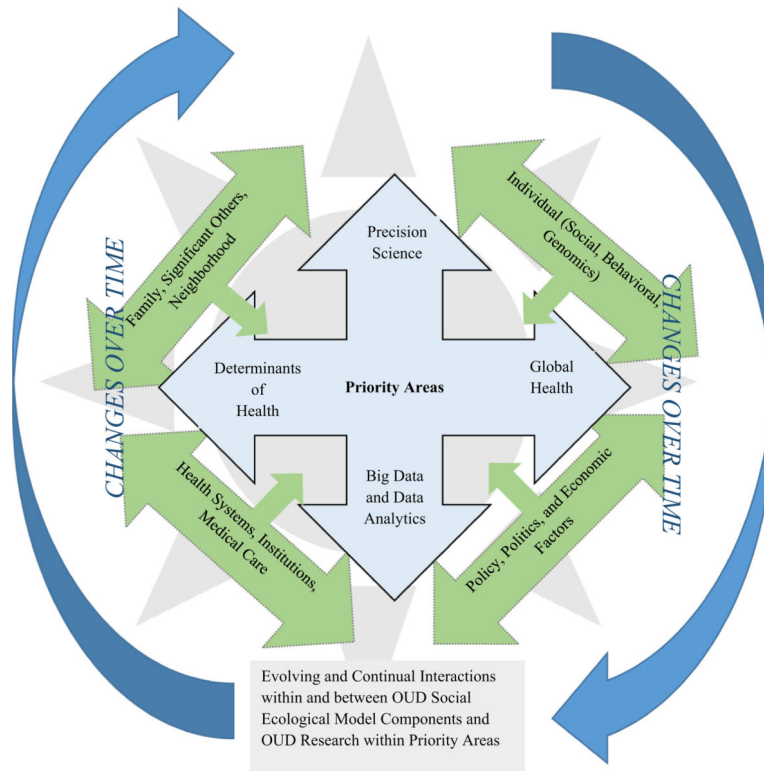 Family, Significant Others,
Neighborhood
Individual (Social, Behavioral,
Genomics)
Precision
Science
CHANGES OVER TIME
CHANGES OVER TIME
Determinants
of
Health
Priority Areas
Global
Health
Big Data
and Data
Analytics
Health Systems, Institutions,
Medical Care
Policy, Politics, and Economic
Factors
Evolving and Continual Interactions
within and between OUD Social
Ecological Model Components and
OUD Research within Priority Areas